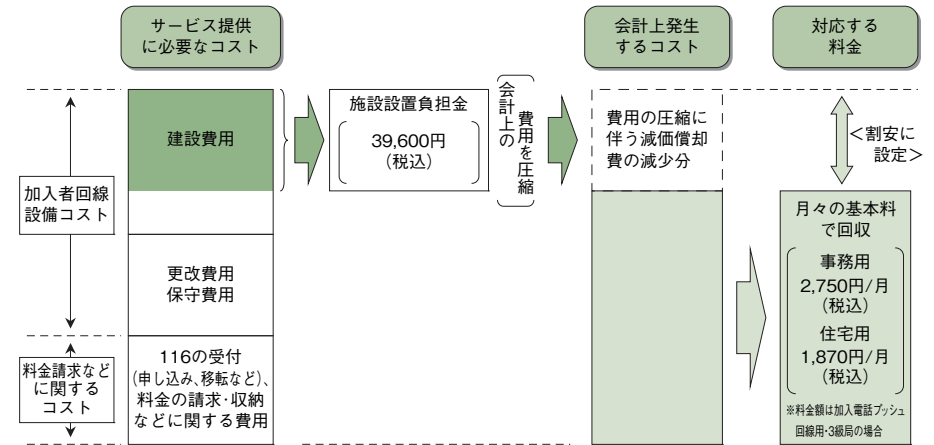 サービス提供
に必要なコスト
会計上発生
するコスト
対応する
料金
加入者回線
設備コスト
料金請求など
に関する
コスト
建設費用
更改費用
保守費用
116の受付
(申し込み、移転など)、
料金の請求・収納
などに関する費用
施設設置負担金
39,600円
(税込)
会計上の
費用を圧縮
費用の圧縮に
伴う減価償却
費の減少分
<割安に
設定>
月々の基本料
で回収
事務用
2,750円/月
(税込)
住宅用
1,870円/月
(税込)
※料金額は加入電話プッシュ
回線用・3級局の場合